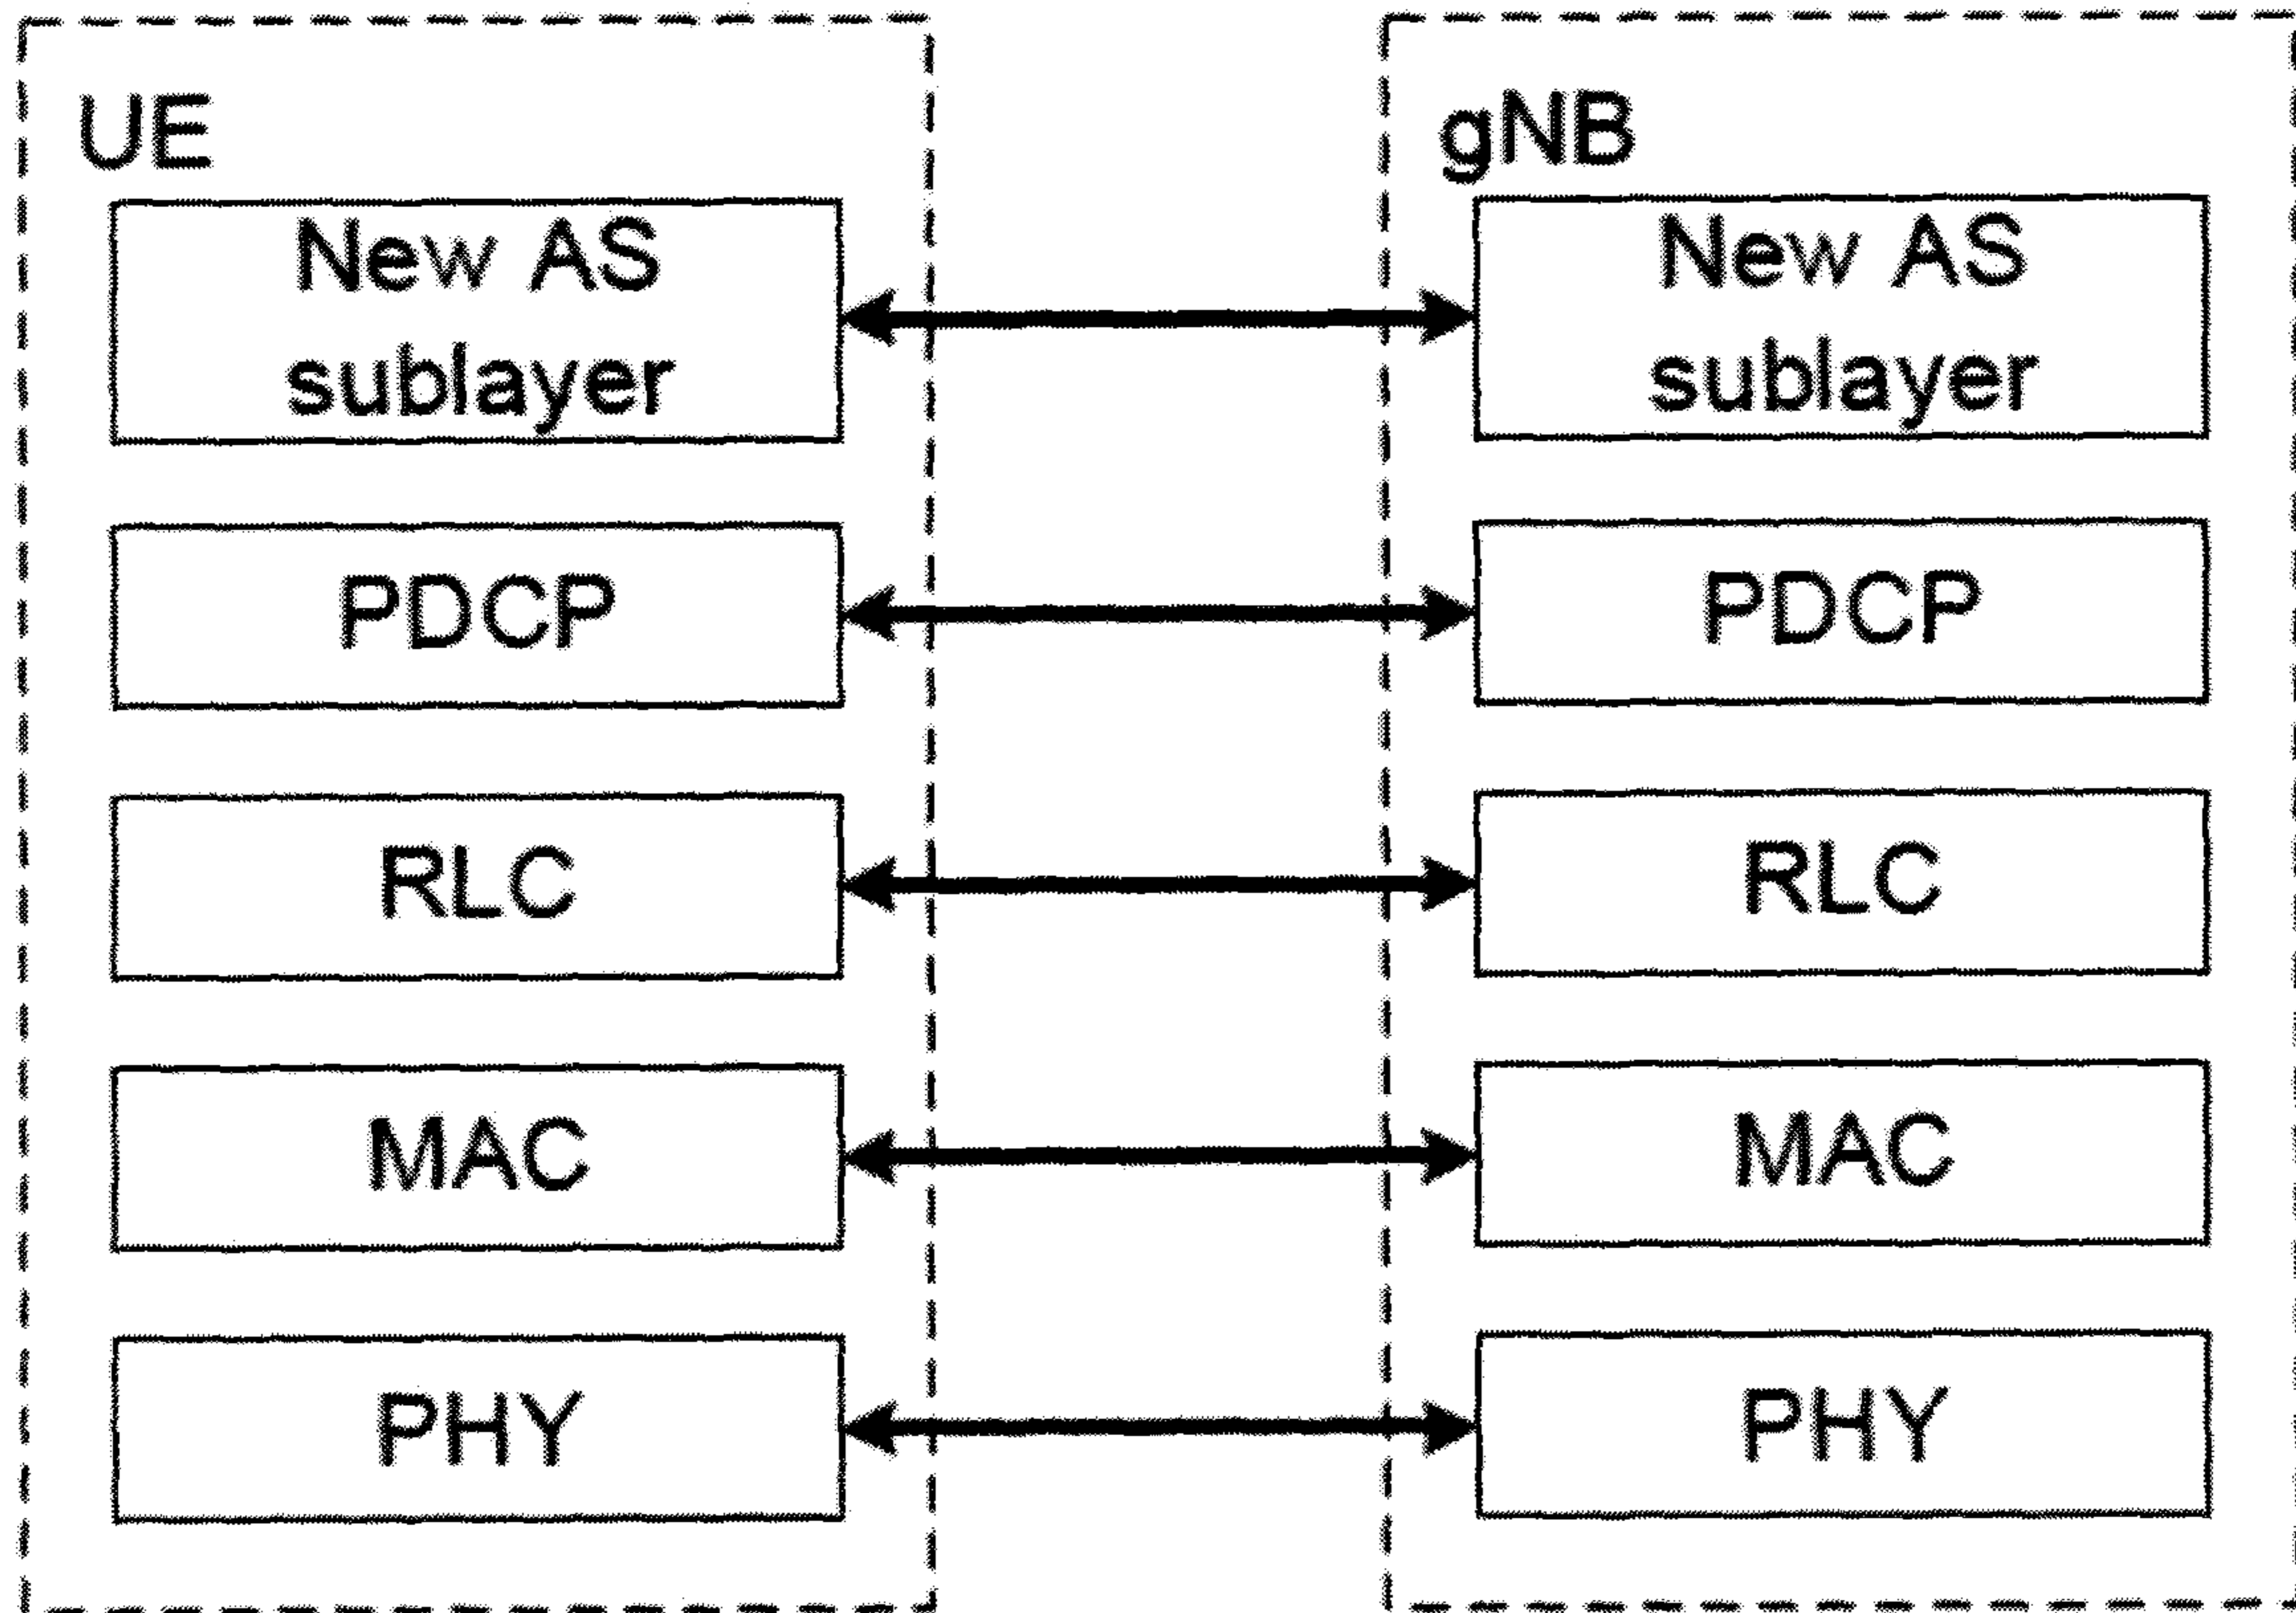 UE
New AS
sublayer
PDCP
RLC
MAC
PHY
gNB
New AS
sublayer
PDCP
RLC
MAC
PHY